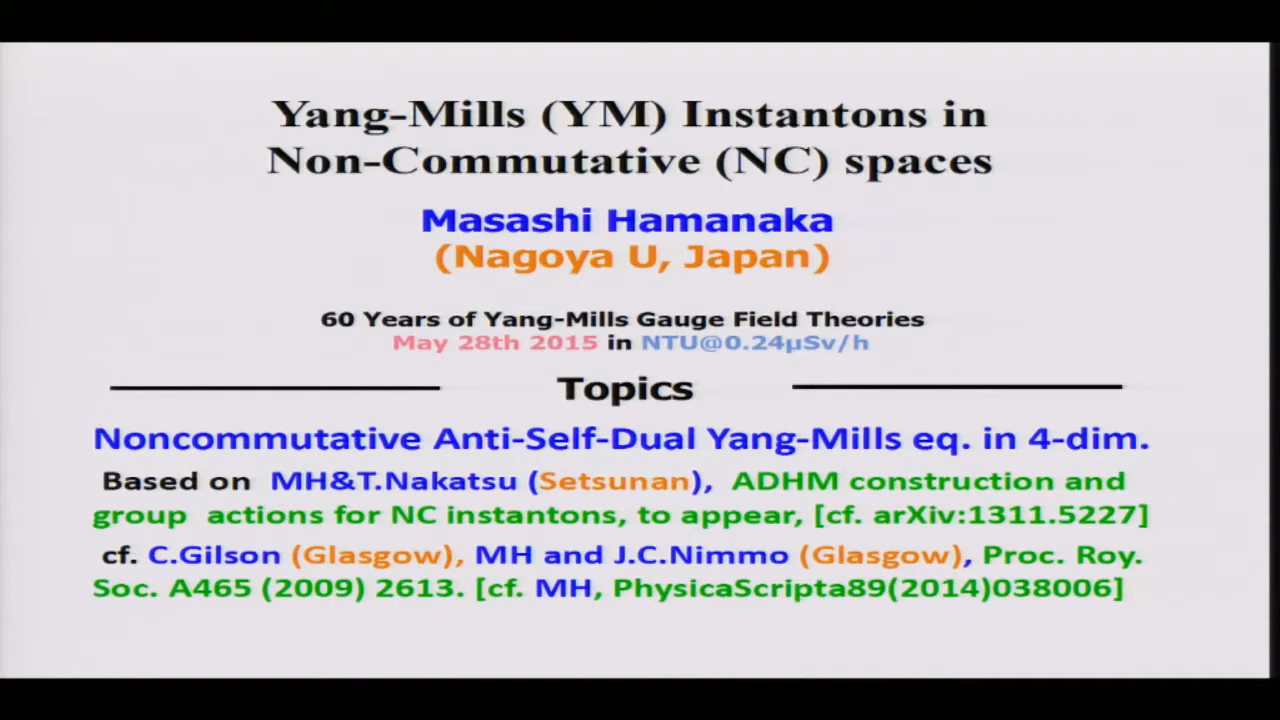 Yang-Mills (YM) Instantons in
Non-Commutative (NC) spaces
Masashi Hamanaka
(Nagoya U, Japan)
60 Years of Yang-Mills Gauge Field Theories
May 28th 2015 in NTU@0.24μSv/h
Topics
Noncommutative Anti-Self-Dual Yang-Mills eq. in 4-dim.
Based on MH&T.Nakatsu (Setsunan), ADHM construction and
group actions for NC instantons, to appear, [cf. arXiv:1311.5227]
cf. C.Gilson (Glasgow), MH and J.C.Nimmo (Glasgow), Proc. Roy.
Soc. A465 (2009) 2613. [cf. MH, PhysicaScripta89(2014)038006]